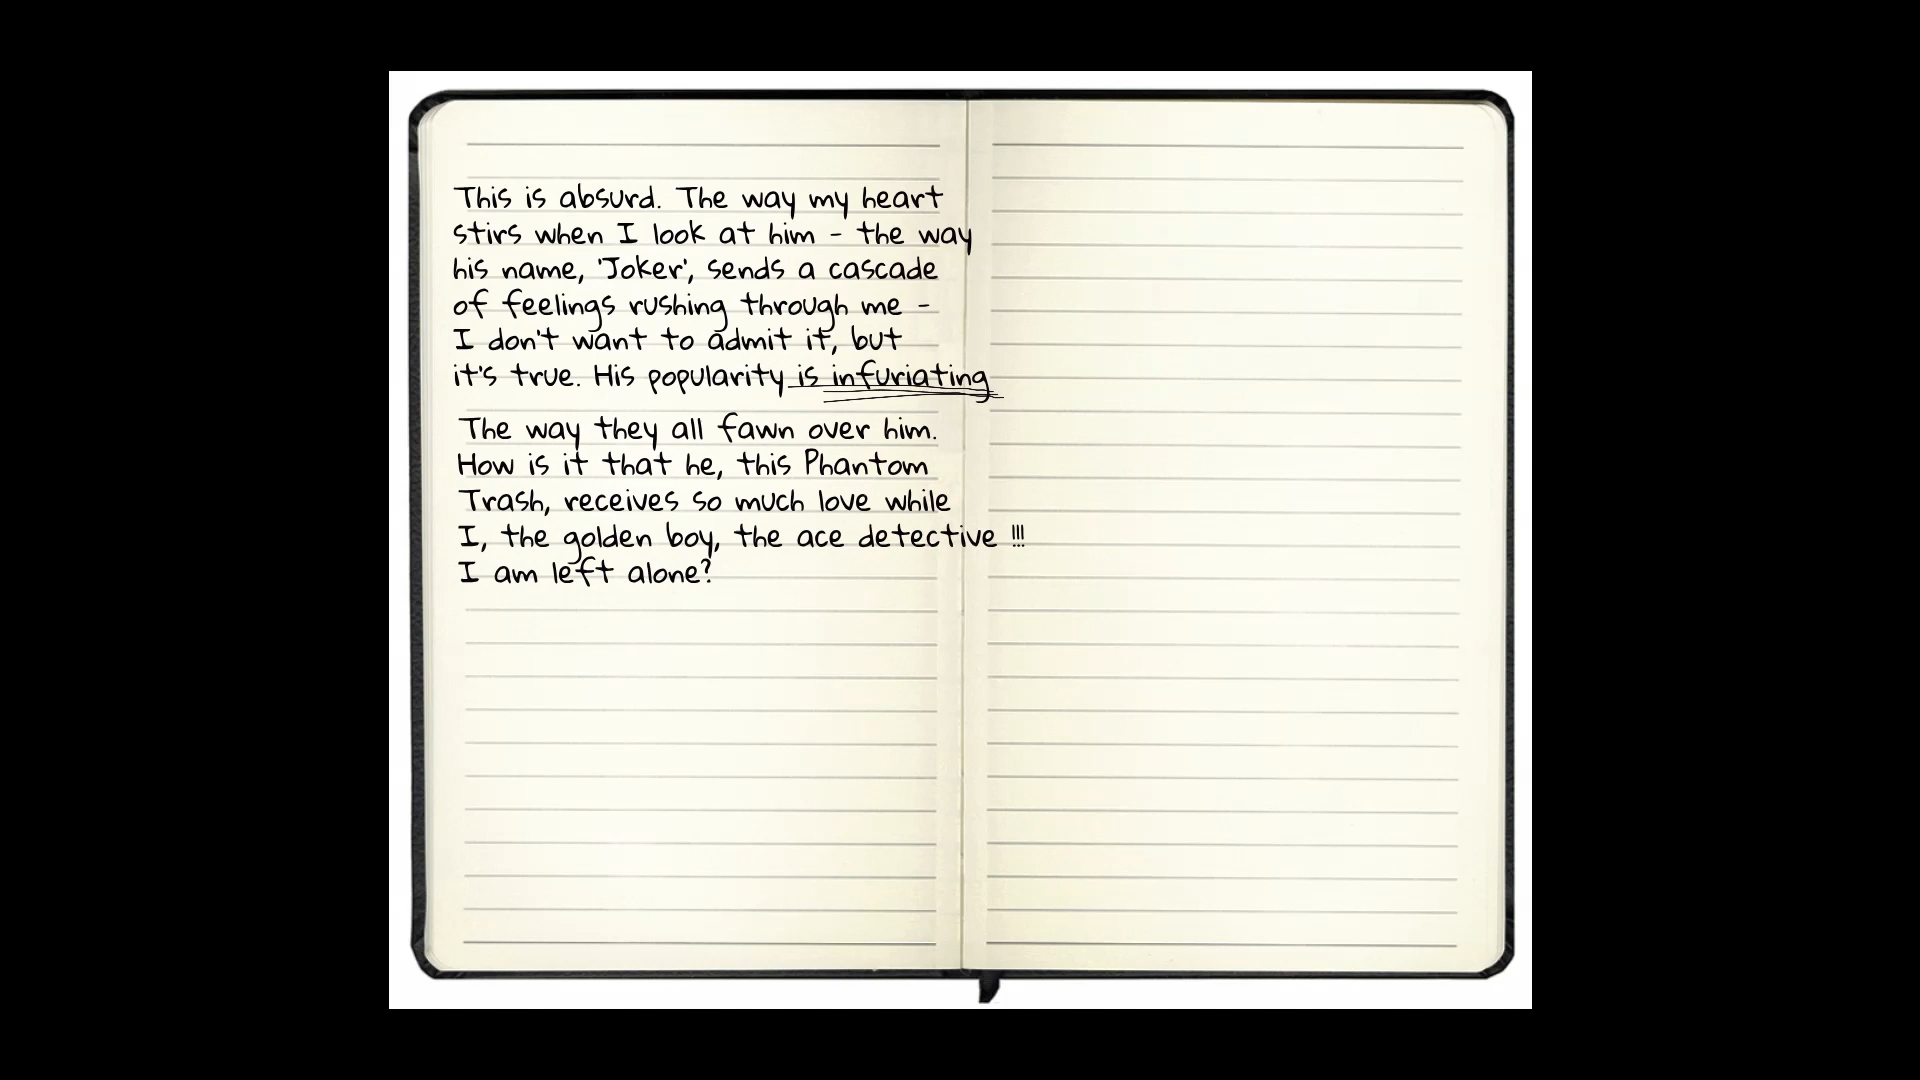 This is absurd. The way my heart
stirs when I look at him - the way
his name, 'Joker', sends a cascade
of feelings rushing through me -
I don't want to admit it, but
it's true. His popularity is infuriating
The way they all fawn over him.
How is it that he, this Phantom
Trash, receives so much love while
I, the golden boy, the ace detective !!!
I am left alone?